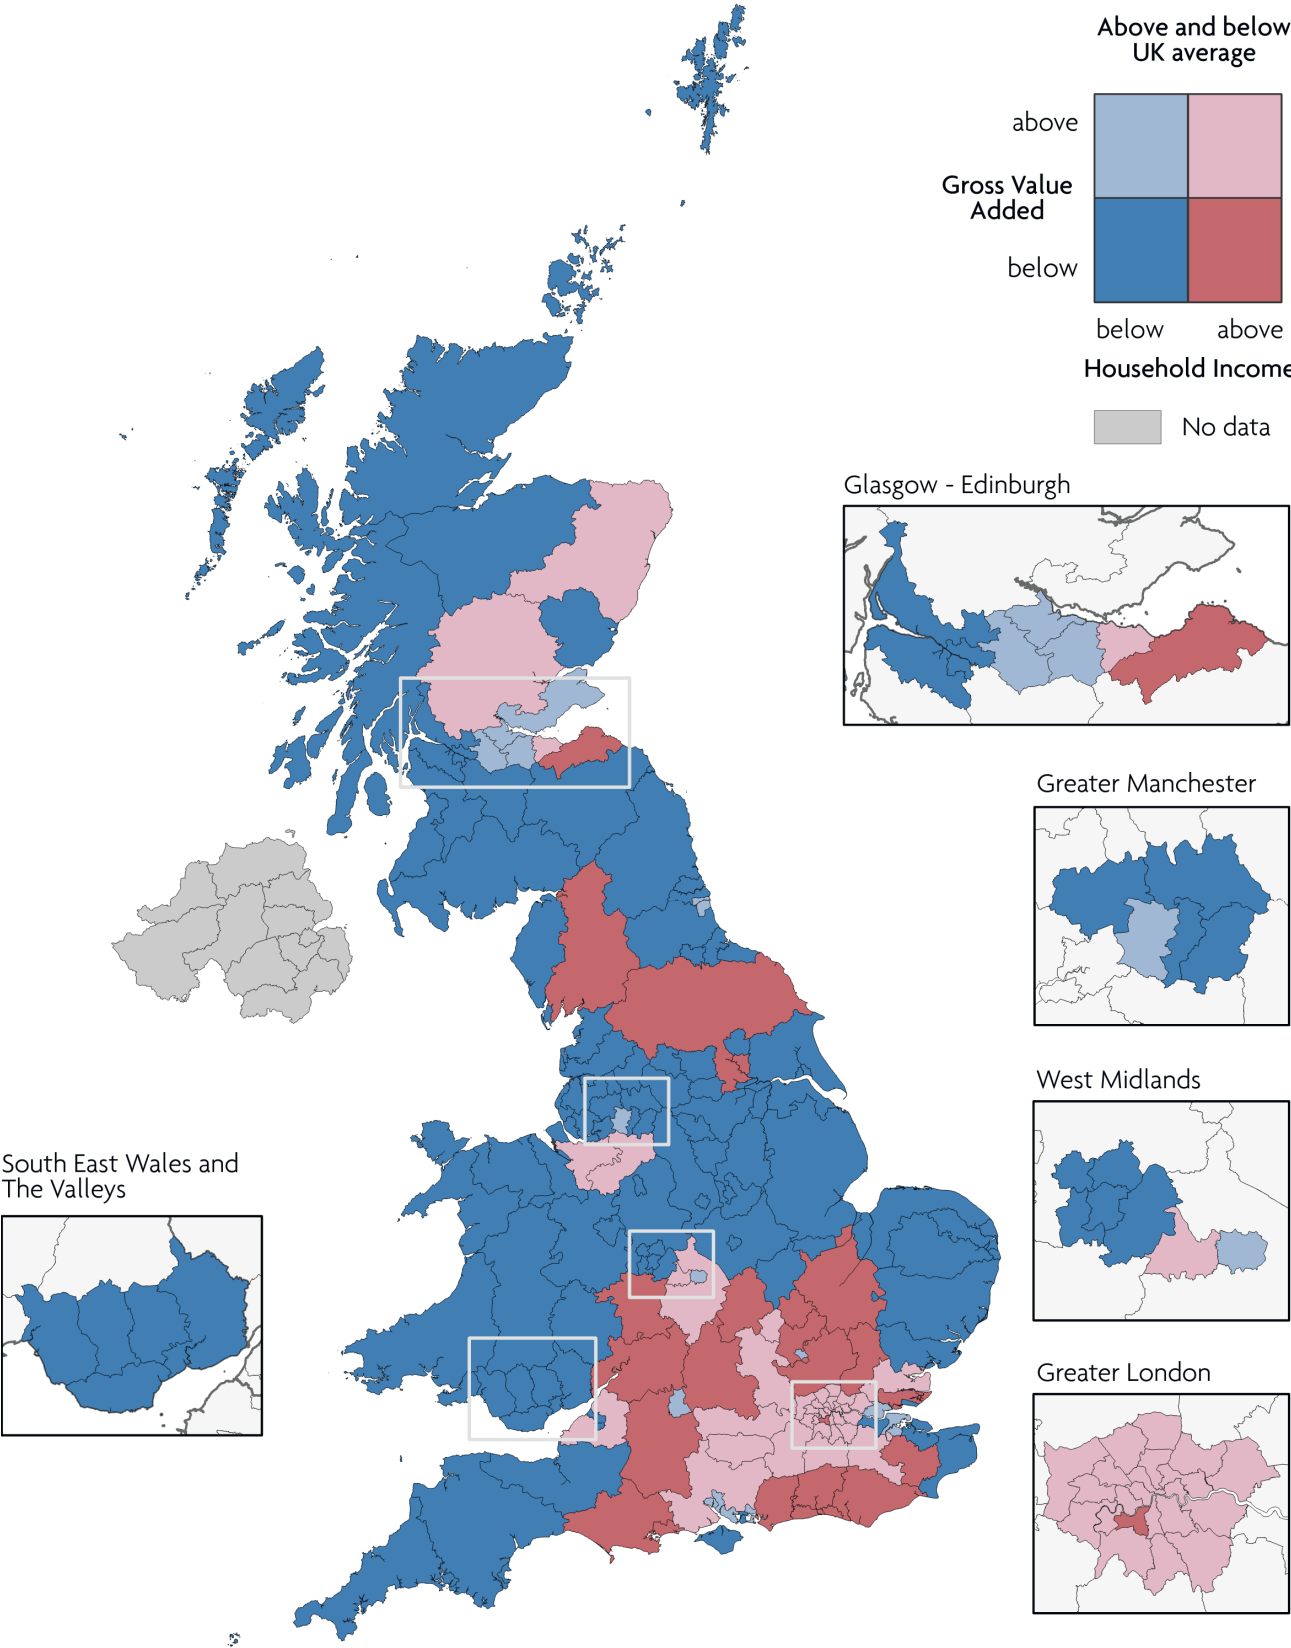 Above and below
UK average
above
Gross Value
Added
below
below above
Household Income
No data
Glasgow - Edinburgh
Greater Manchester
West Midlands
South East Wales and
The Valleys
Greater London